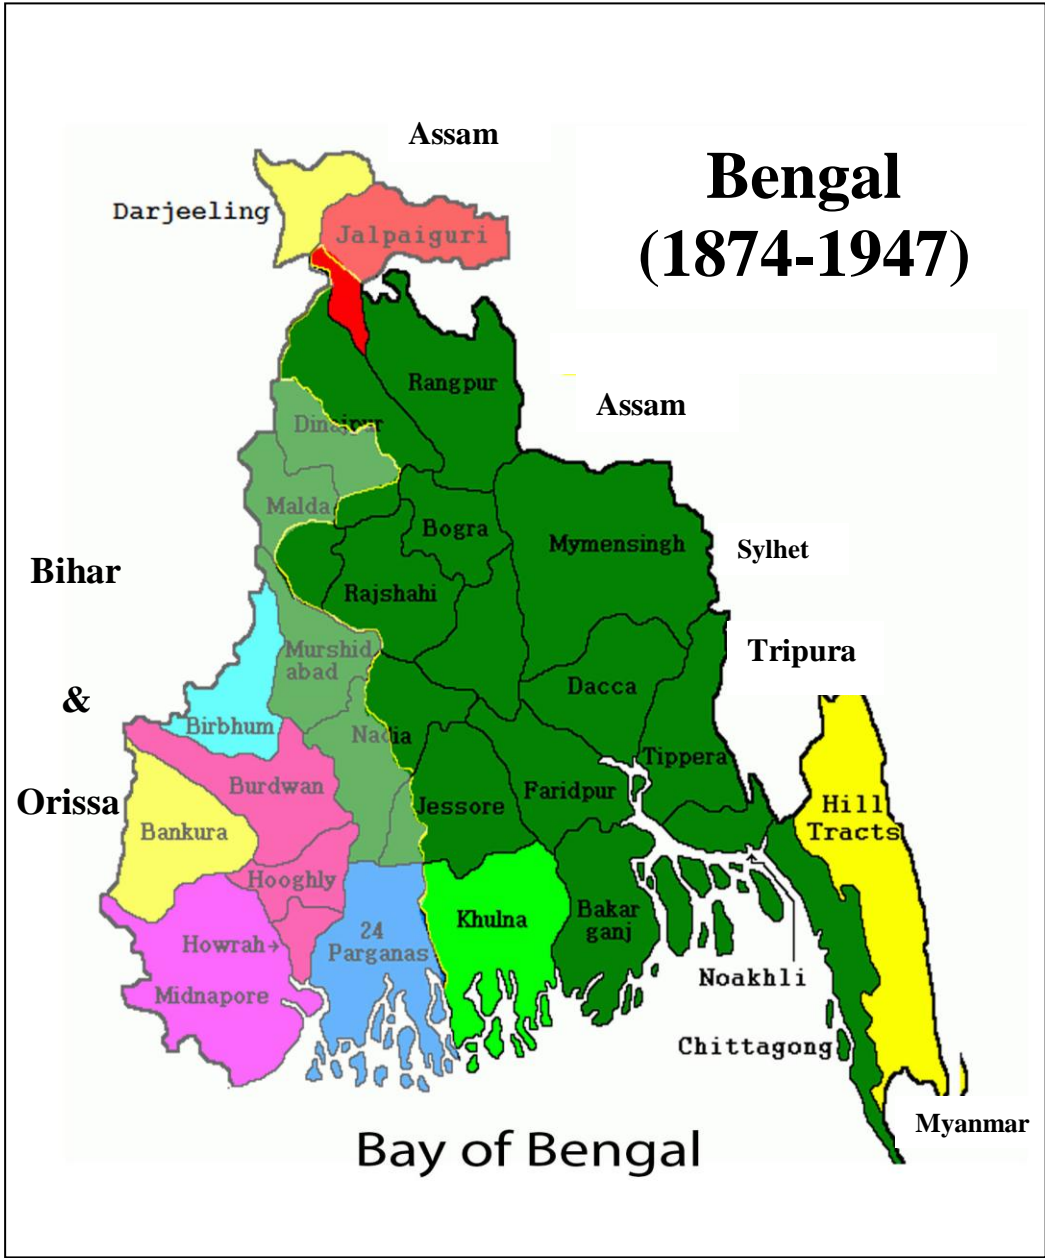 Assam
Bengal
(1874-1947)
Darjeeling
Jalpaiguri
Rangpur
Assam
Dinajpur
Malda
Bogra
Mymensingh
Sylhet
Bihar
Rajshahi
Murshid
abad
Tripura
Dacca
&
Birbhum
Nadia
Tippera
Burdwan
Faridpur
Orissa
Jessore
Hill
Tracts
Bankura
Hooghly
Khulna
Bakar
ganj
24
Parganas
Howrah→
Noakhli
Midnapore
Chittagong
Myanmar
Bay of Bengal